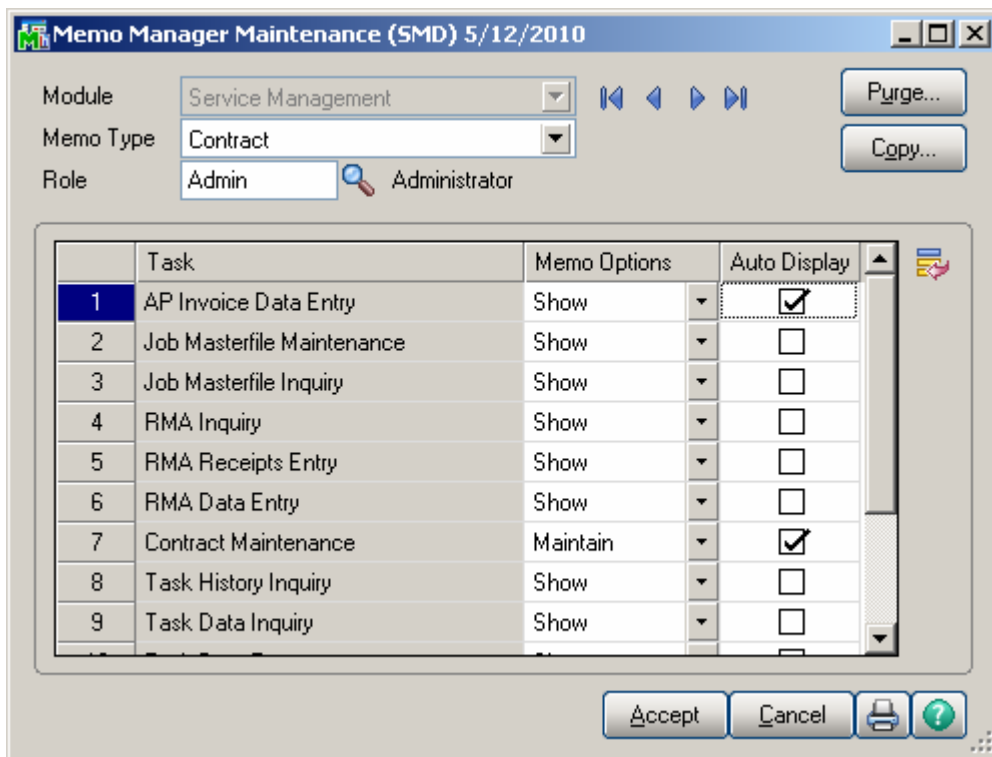 Memo Manager Maintenance (SMD) 5/12/2010
Module Service Management Purge...
Memo Type Contract Copy...
Role Admin Administrator
Task Memo Options Auto Display
1 AP Invoice Data Entry Show
2 Job Masterfile Maintenance Show
3 Job Masterfile Inquiry Show
4 RMA Inquiry Show
5 RMA Receipts Entry Show
6 RMA Data Entry Show
7 Contract Maintenance Maintain
8 Task History Inquiry Show
9 Task Data Inquiry Show
Accept Cancel